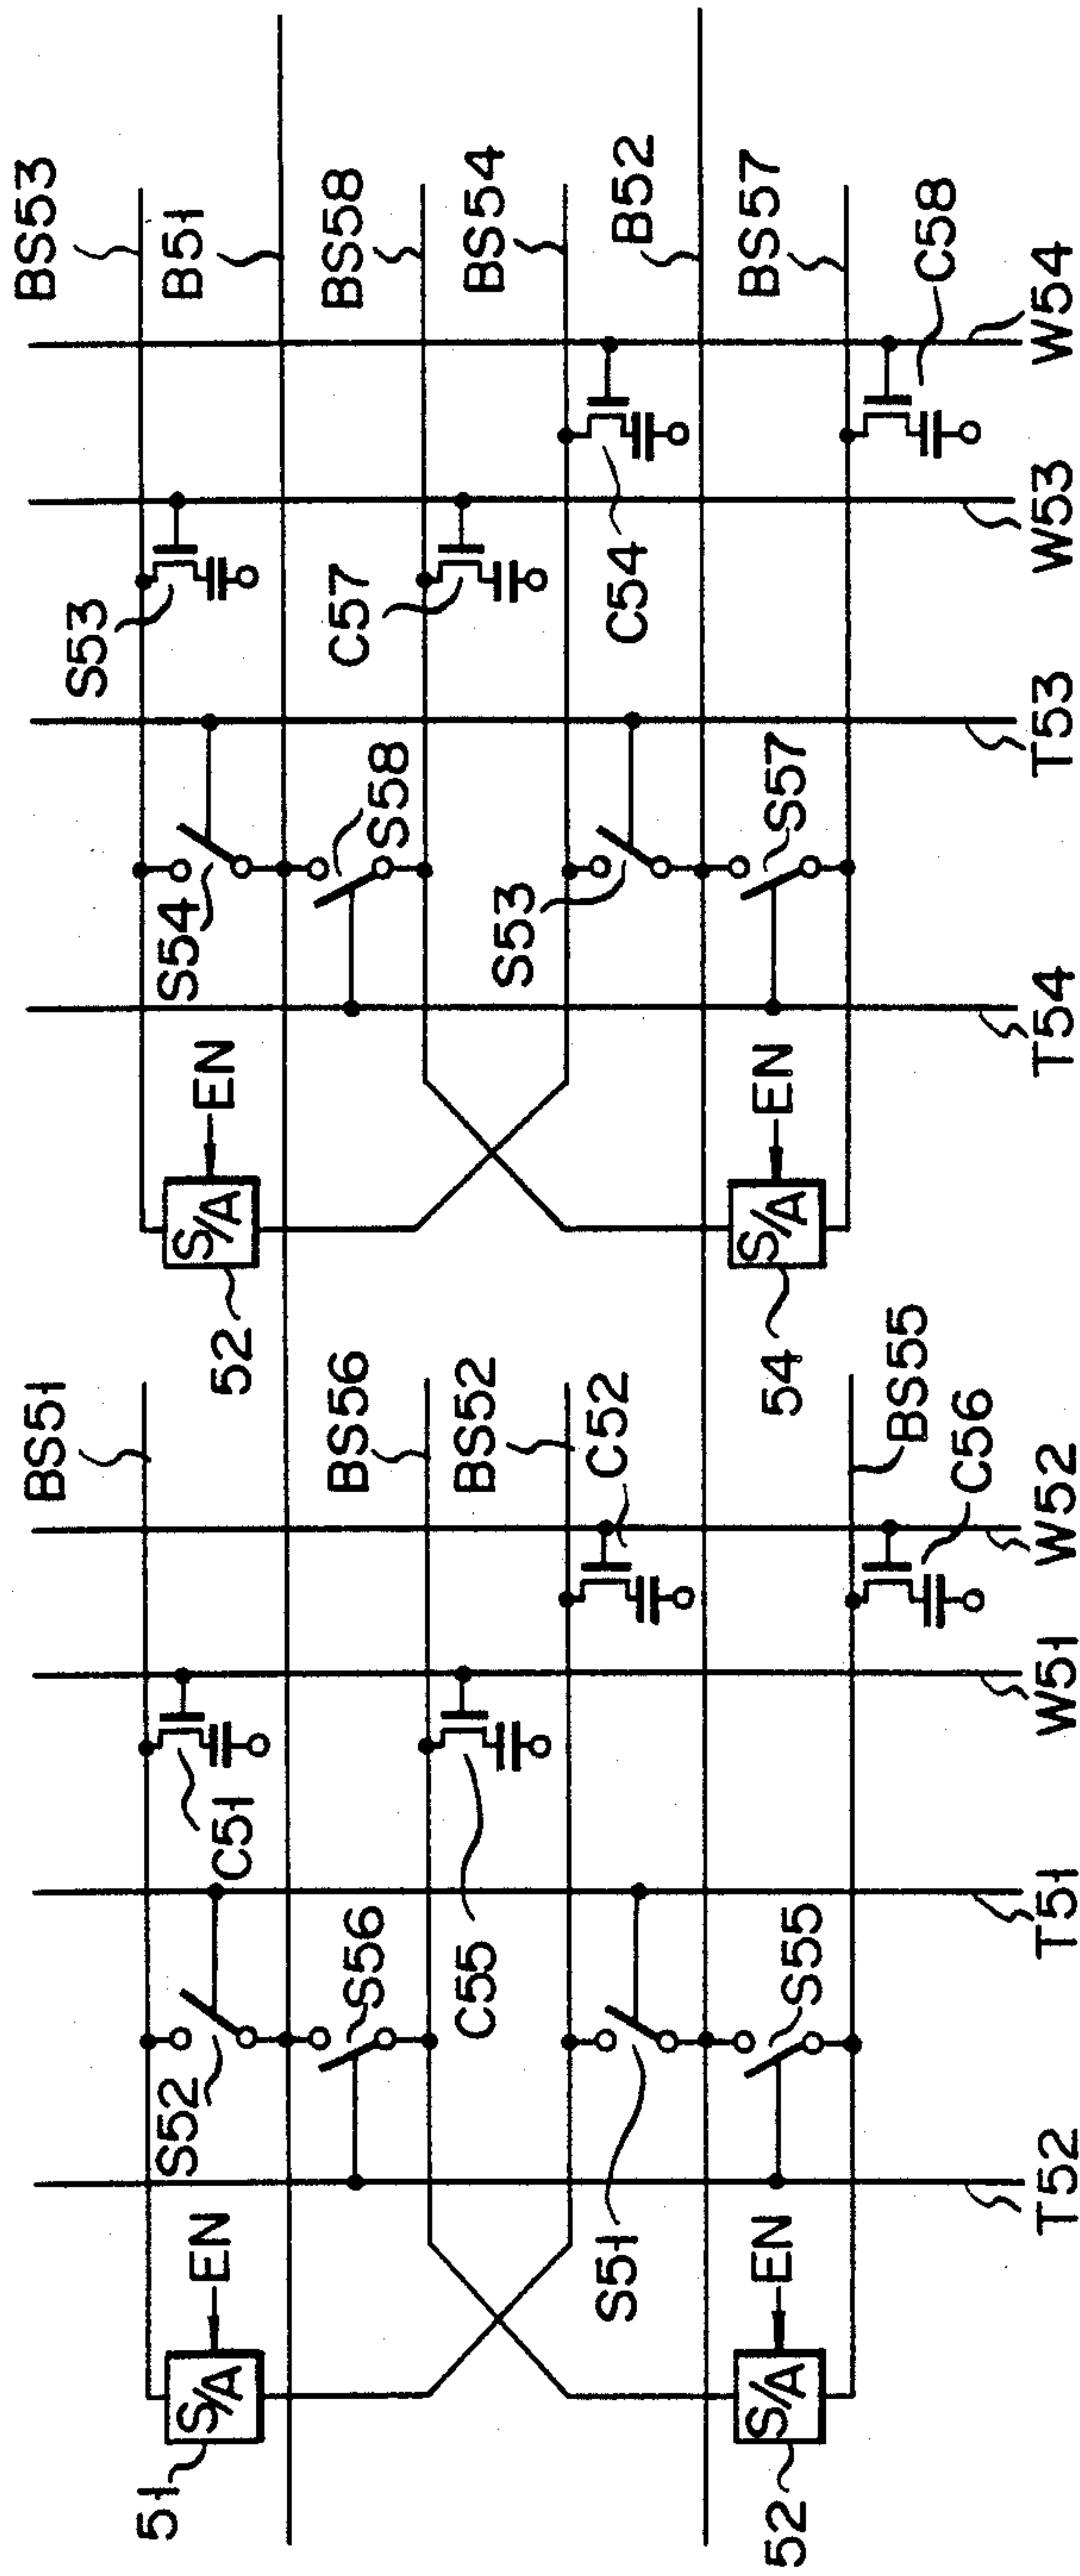 BS53
B51
BS58
BS54
B52
BS57
C58
W54
S53
C57
C54
W53
S54
S58
S53
S57
T53
EN
EN
T54
S/A
S/A
52
54
BS51
BS56
BS52
C52
BS55
C56
W52
C51
C55
W51
S52
S56
S51
S55
T51
EN
EN
T52
S/A
S/A
51
52